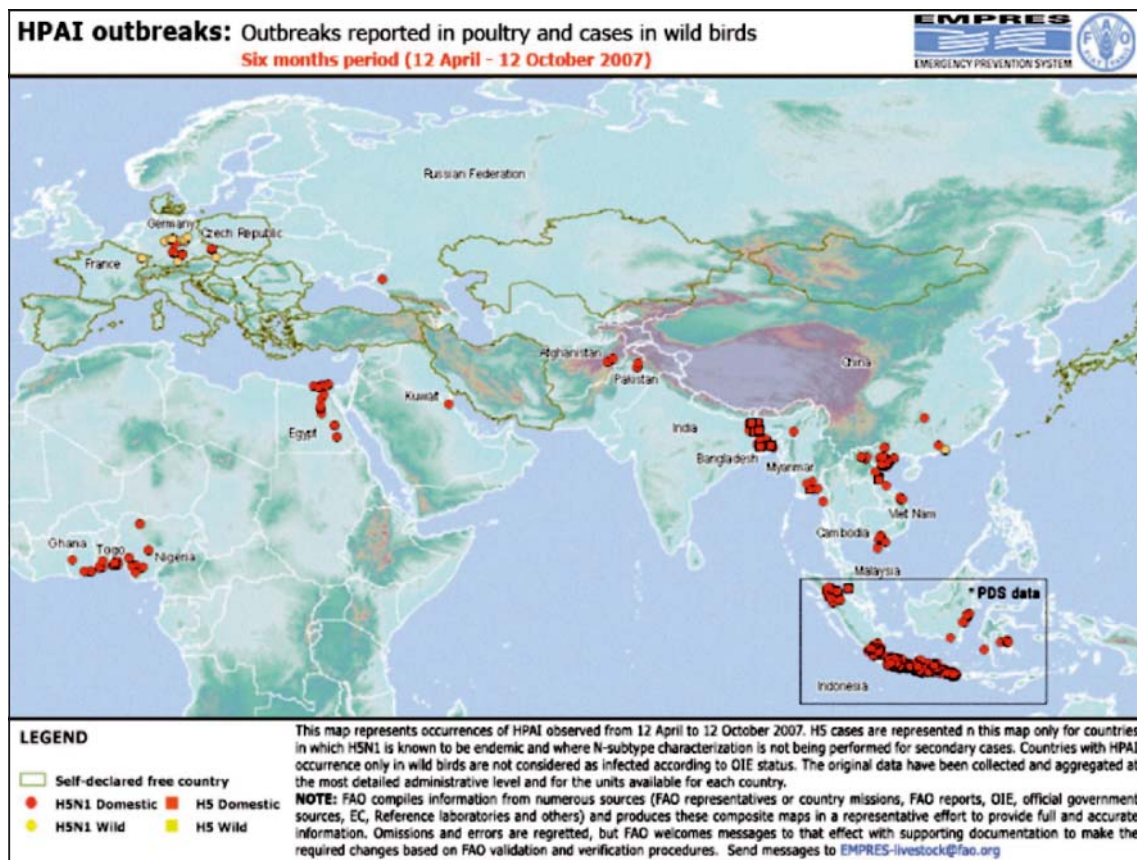 HPAI outbreaks: Outbreaks reported in poultry and cases in wild birds
Six months period (12 April - 12 October 2007)
EMPRES
EMERGENCY PREVENTION SYSTEM
FAO
FIAT PANIS
Russian Federation
Germany
Czech Republic
France
Afghanistan
Pakistan
China
Kuwait
Egypt
India
Bangladesh
Myanmar
Viet Nam
Cambodia
Malaysia
Ghana
Togo
Nigeria
* PDS data
Indonesia
LEGEND
Self-declared free country
H5N1 Domestic
H5 Domestic
H5N1 Wild
H5 Wild
This map represents occurrences of HPAI observed from 12 April to 12 October 2007. H5 cases are represented n this map only for countries
in which H5N1 is known to be endemic and where N-subtype characterization is not being performed for secondary cases. Countries with HPAI
occurrence only in wild birds are not considered as infected according to OIE status. The original data have been collected and aggregated at
the most detailed administrative level and for the units available for each country.
NOTE: FAO compiles information from numerous sources (FAO representatives or country missions, FAO reports, OIE, official government
sources, EC, Reference laboratories and others) and produces these composite maps in a representative effort to provide full and accurate
information. Omissions and errors are regretted, but FAO welcomes messages to that effect with supporting documentation to make the
required changes based on FAO validation and verification procedures. Send messages to EMPRES-livestock@fao.org